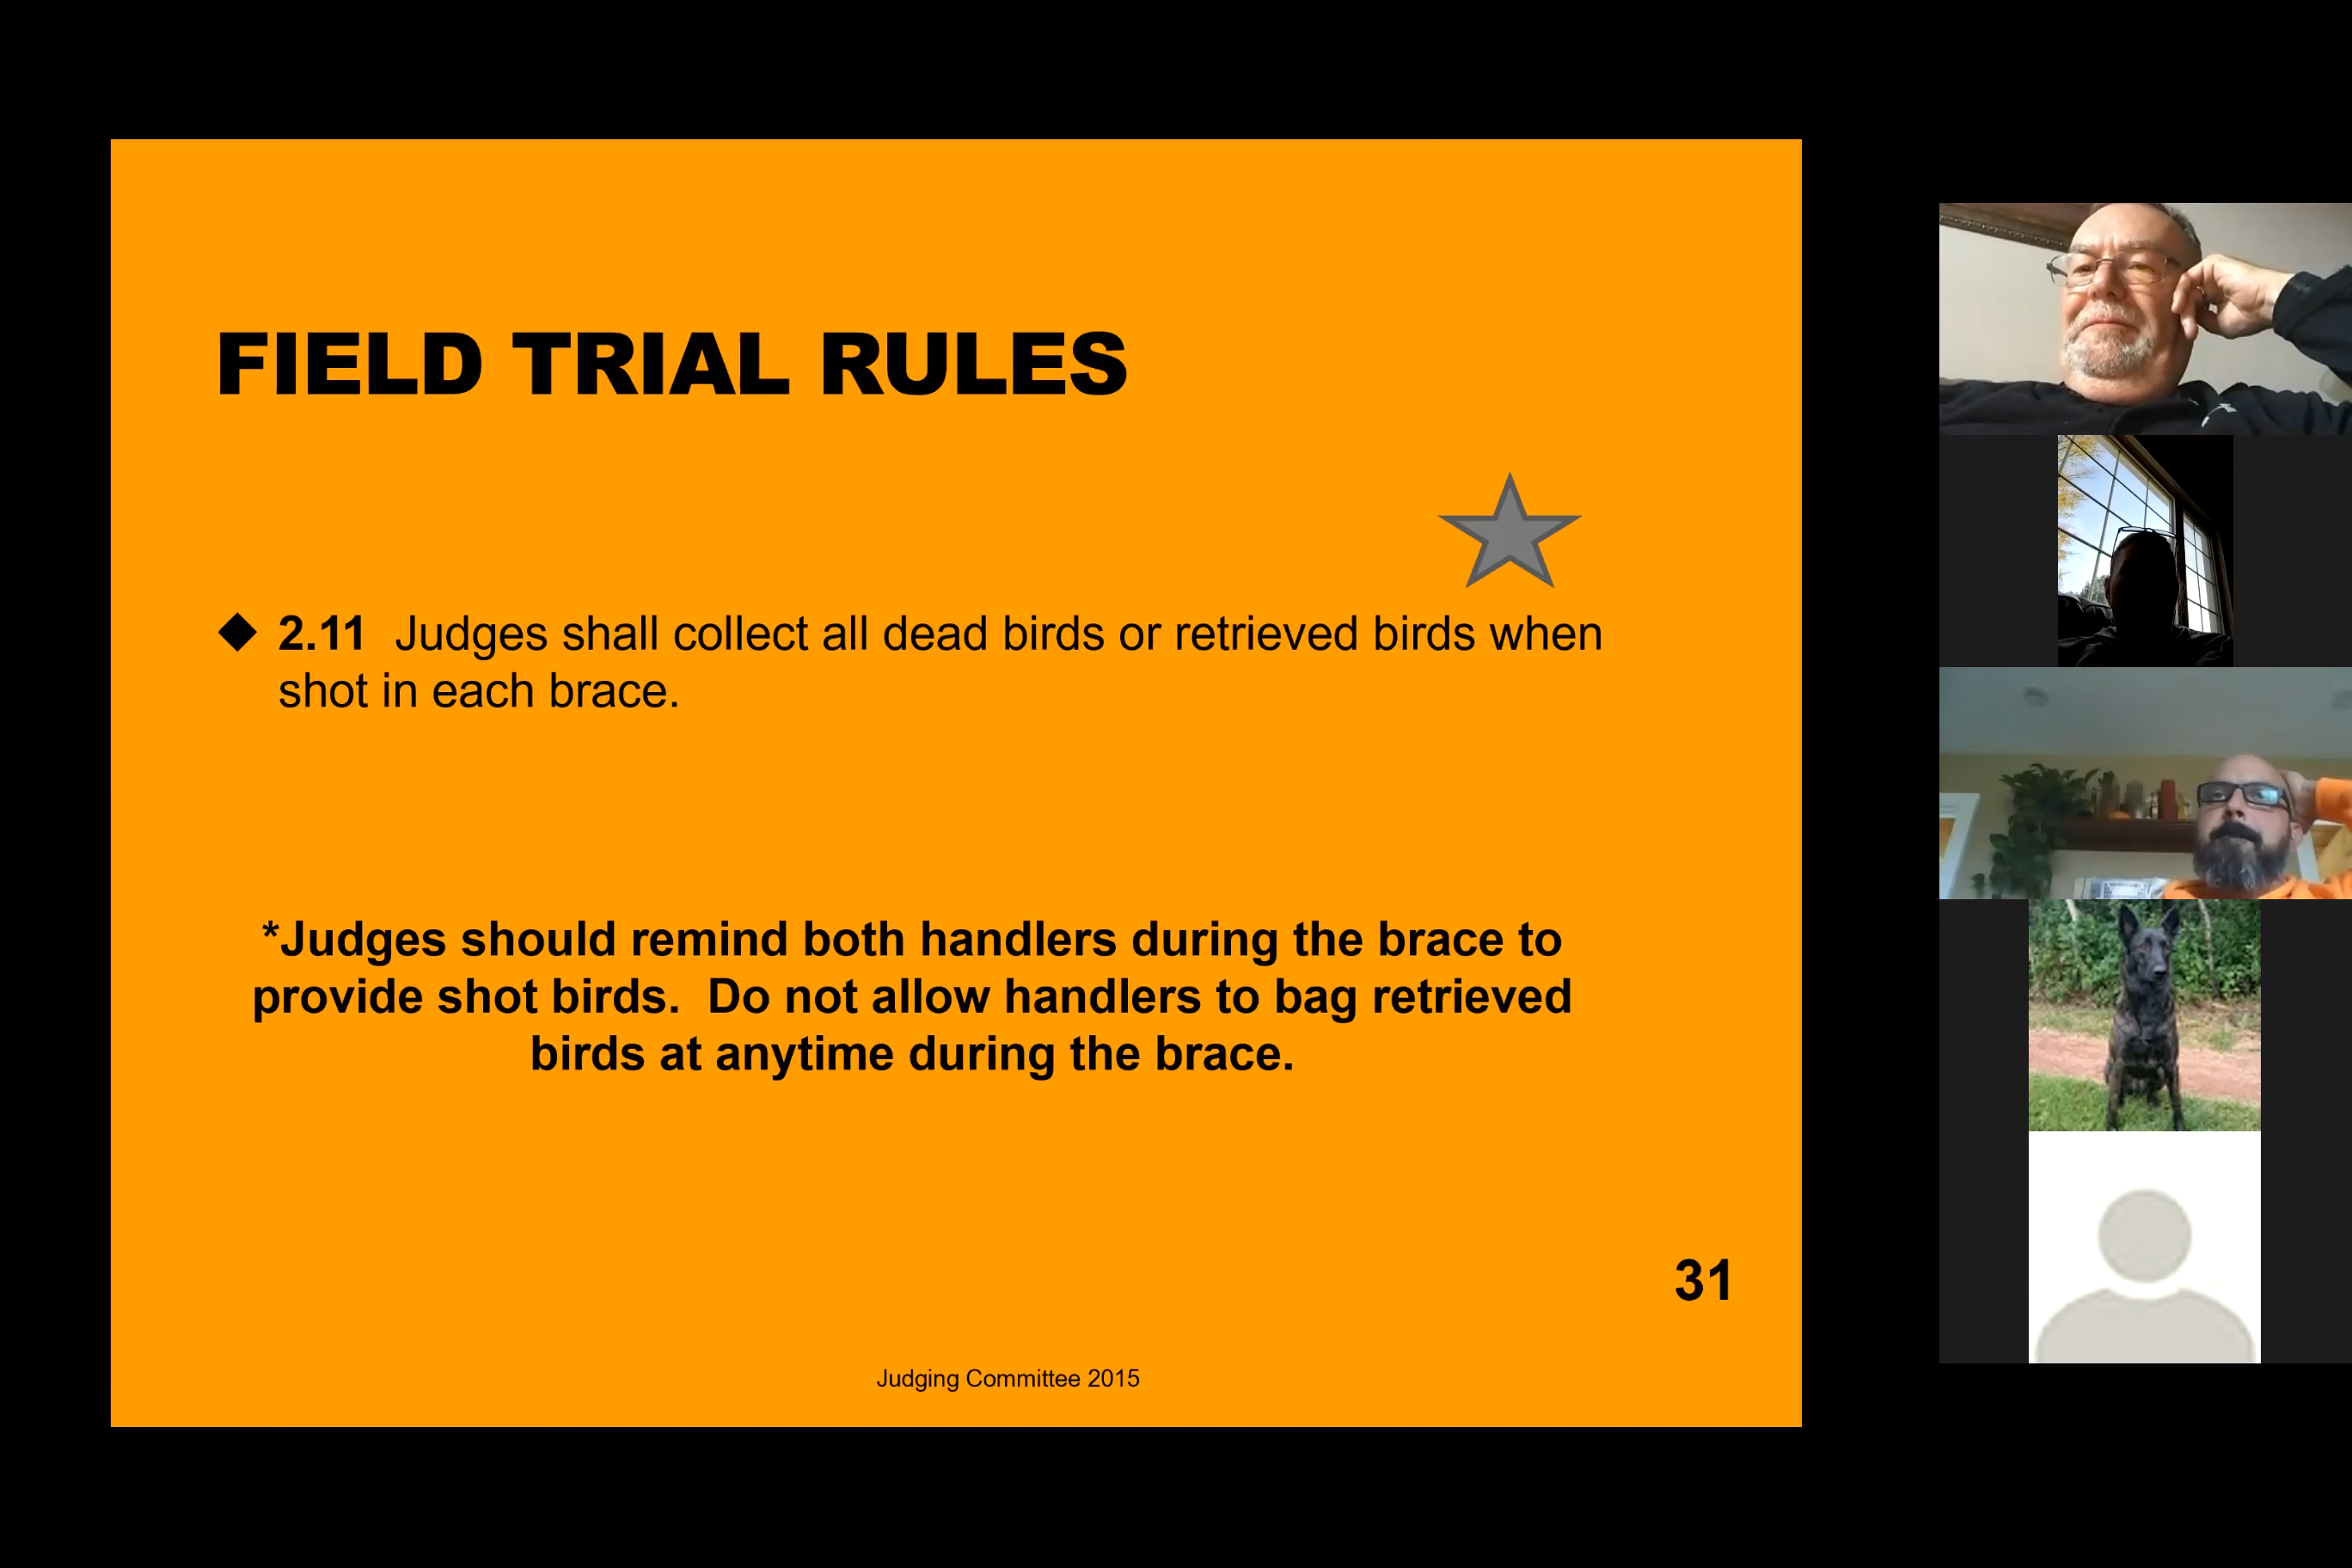 FIELD TRIAL RULES
◆ 2.11 Judges shall collect all dead birds or retrieved birds when
shot in each brace.
*Judges should remind both handlers during the brace to
provide shot birds. Do not allow handlers to bag retrieved
birds at anytime during the brace.
31
Judging Committee 2015